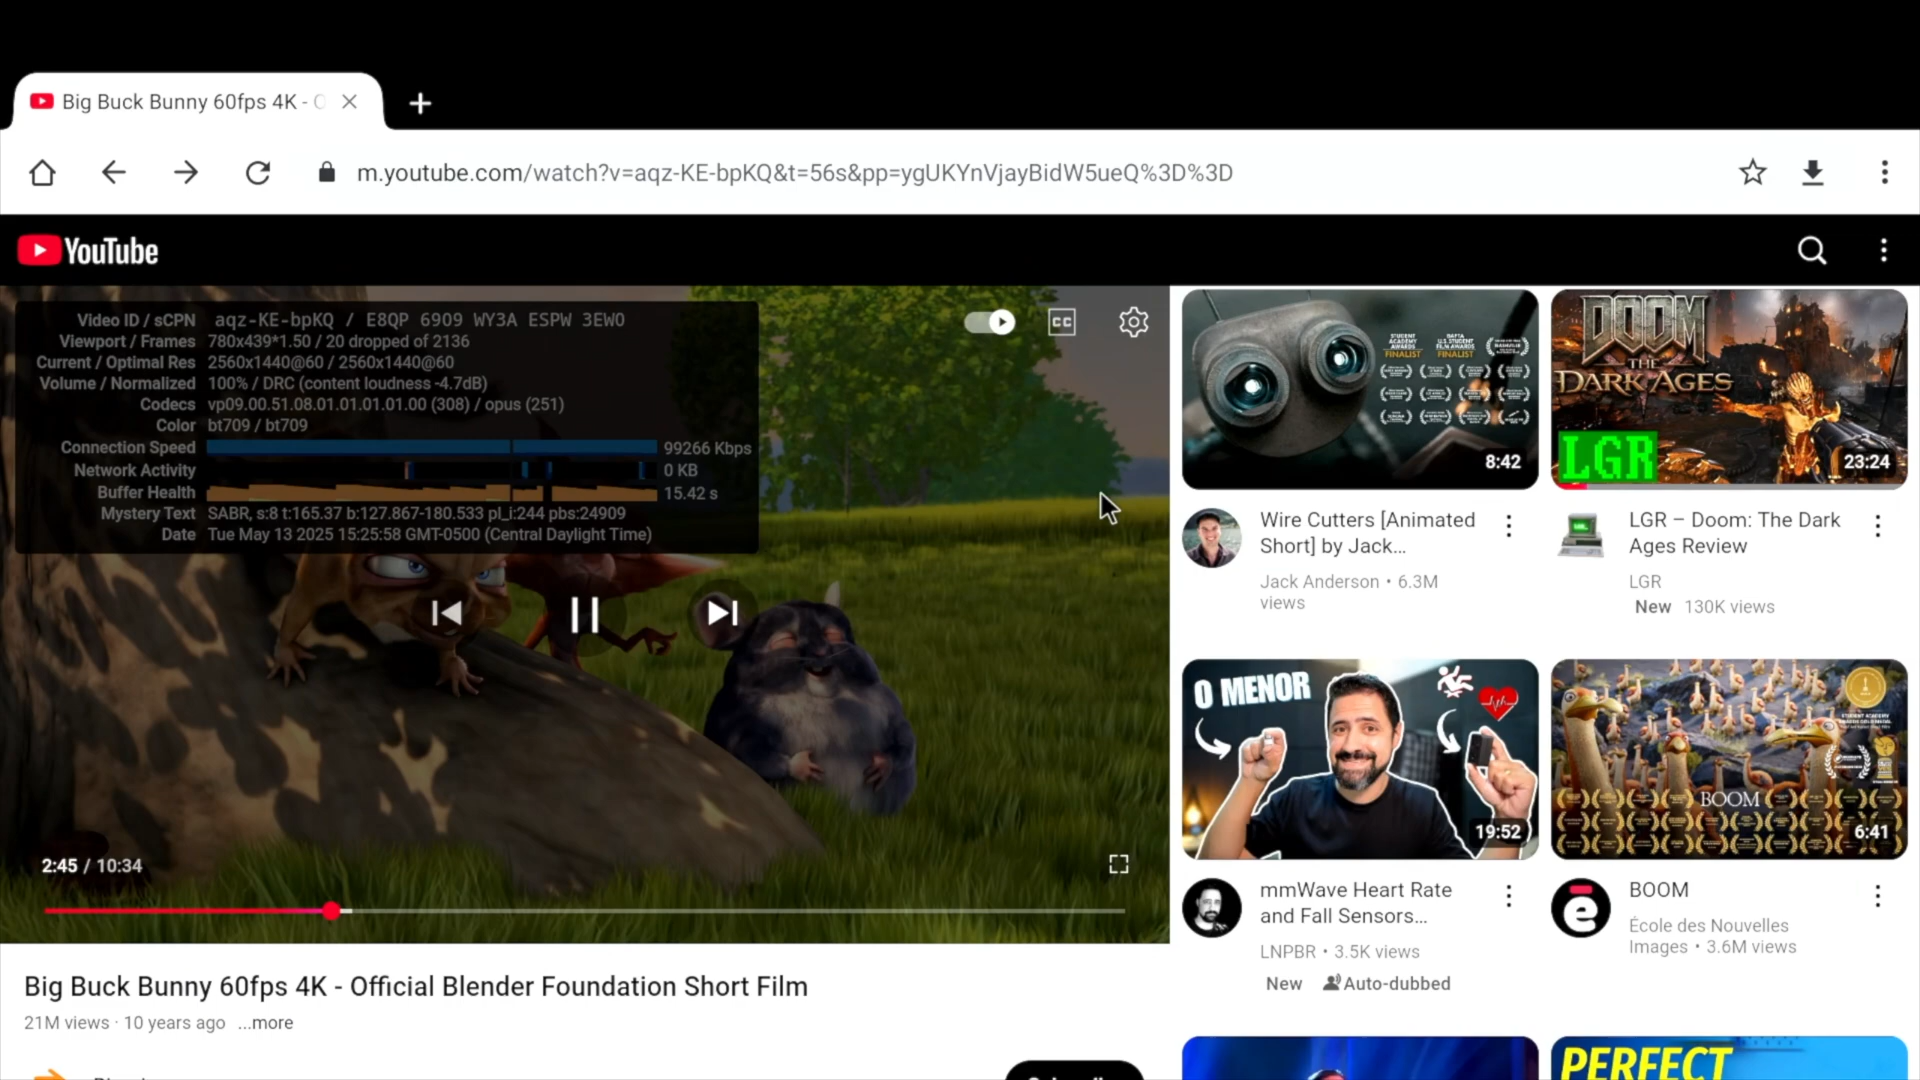 Big Buck Bunny 60fps 4K - O
m.youtube.com/watch?v=aqz-KE-bpKQ&t=56s&pp=ygUKYnVjayBidW5ueQ%3D%3D
YouTube
Video ID / sCPN aqz-KE-bpKQ / E8QP 6909 WY3A ESPW 3EWO
Viewport / Frames 780x439*1.50 / 20 dropped of 2136
Current / Optimal Res 2560x1440@60 / 2560x1440@60
Volume / Normalized 100% / DRC (content loudness -4.7dB)
Codecs vp09.00.51.08.01.01.01.01.00 (308) / opus (251)
Color bt709 / bt709
Connection Speed 99266 Kbps
Network Activity 0 KB
Buffer Health 15.42 s
Mystery Text SABR, s:8 t:165.37 b:127.867-180.533 pl_i:244 pbs:24909
Date Tue May 13 2025 15:25:58 GMT-0500 (Central Daylight Time)
CC
2:45 / 10:34
Big Buck Bunny 60fps 4K - Official Blender Foundation Short Film
21M views · 10 years ago ...more
STUDENT ACADEMY AWARDS FINALIST
FINALIST
8:42
Wire Cutters [Animated
Short] by Jack...
Jack Anderson • 6.3M
views
DOOM
THE
DARK AGES
LGR
23:24
LGR – Doom: The Dark
Ages Review
LGR
New 130K views
O MENOR
19:52
mmWave Heart Rate
and Fall Sensors...
LNPBR • 3.5K views
New Auto-dubbed
BOOM
6:41
BOOM
École des Nouvelles
Images • 3.6M views
PERFECT